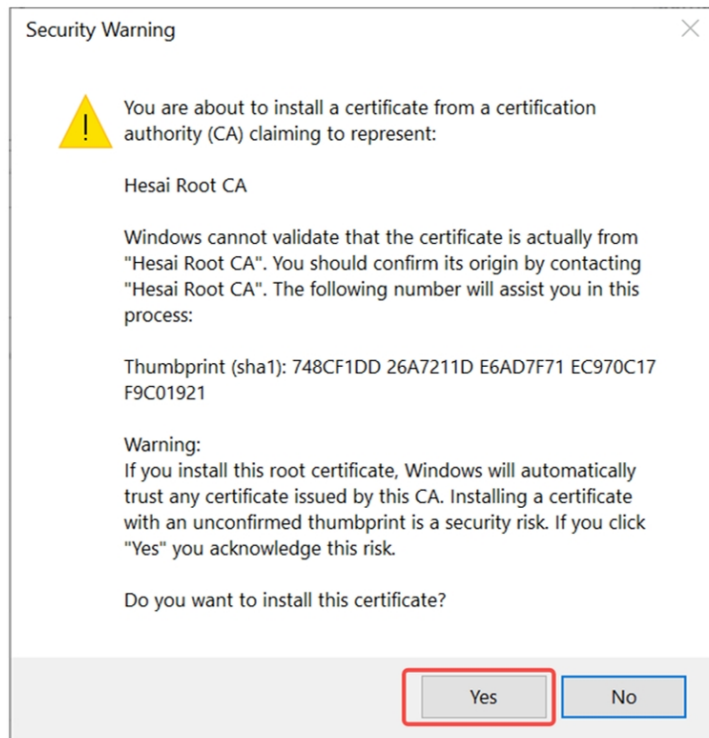 Security Warning
You are about to install a certificate from a certification
authority (CA) claiming to represent:
Hesai Root CA
Windows cannot validate that the certificate is actually from
"Hesai Root CA". You should confirm its origin by contacting
"Hesai Root CA". The following number will assist you in this
process:
Thumbprint (sha1): 748CF1DD 26A7211D E6AD7F71 EC970C17
F9C01921
Warning:
If you install this root certificate, Windows will automatically
trust any certificate issued by this CA. Installing a certificate
with an unconfirmed thumbprint is a security risk. If you click
"Yes" you acknowledge this risk.
Do you want to install this certificate?
Yes
No